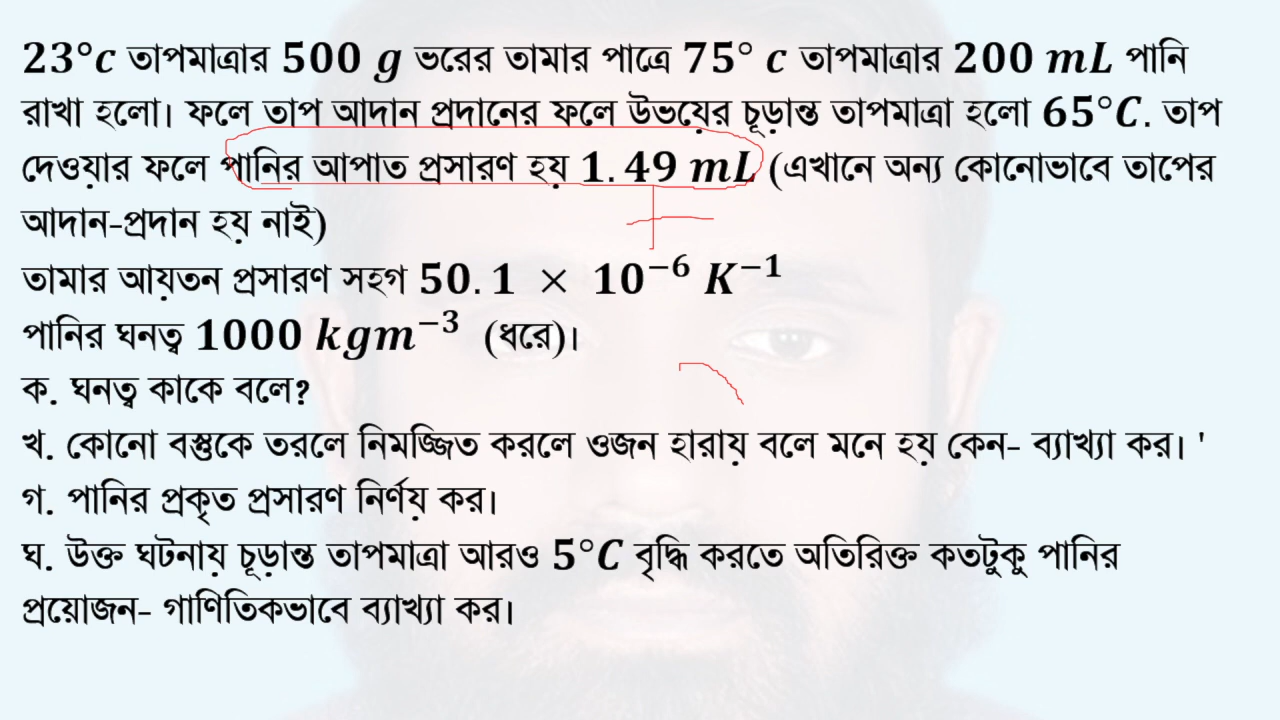 23°c তাপমাত্রার 500 g ভরের তামার পাত্রে 75° c তাপমাত্রার 200 mL পানি
রাখা হলো। ফলে তাপ আদান প্রদানের ফলে উভয়ের চূড়ান্ত তাপমাত্রা হলো 65°C. তাপ
দেওয়ার ফলে পানির আপাত প্রসারণ হয় 1.49 mL (এখানে অন্য কোনোভাবে তাপের
আদান-প্রদান হয় নাই)
তামার আয়তন প্রসারণ সহগ 50.1 × 10⁻⁶ K⁻¹
পানির ঘনত্ব 1000 kgm⁻³ (ধরে)।
ক. ঘনত্ব কাকে বলে?
খ. কোনো বস্তুকে তরলে নিমজ্জিত করলে ওজন হারায় বলে মনে হয় কেন- ব্যাখ্যা কর। '
গ. পানির প্রকৃত প্রসারণ নির্ণয় কর।
ঘ. উক্ত ঘটনায় চূড়ান্ত তাপমাত্রা আরও 5°C বৃদ্ধি করতে অতিরিক্ত কতটুকু পানির
প্রয়োজন- গাণিতিকভাবে ব্যাখ্যা কর।